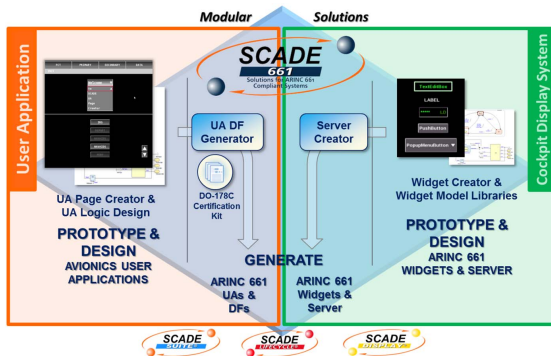 Modular Solutions
SCADE
661
Solutions for ARINC 661
Compliant Systems
User Application
UA DF
Generator
DO-178C
Certification
Kit
UA Page Creator &
UA Logic Design
PROTOTYPE &
DESIGN
AVIONICS USER
APPLICATIONS
Server
Creator
TextEditBox
LABEL
PushButton
PopupMenuButton
Cockpit Display System
Widget Creator &
Widget Model Libraries
PROTOTYPE &
DESIGN
ARINC 661
WIDGETS & SERVER
GENERATE
ARINC 661
UAs &
DFs
ARINC 661
Widgets &
Server
SCADE
SUITE
SCADE
LIFECYCLE
SCADE
DISPLAY